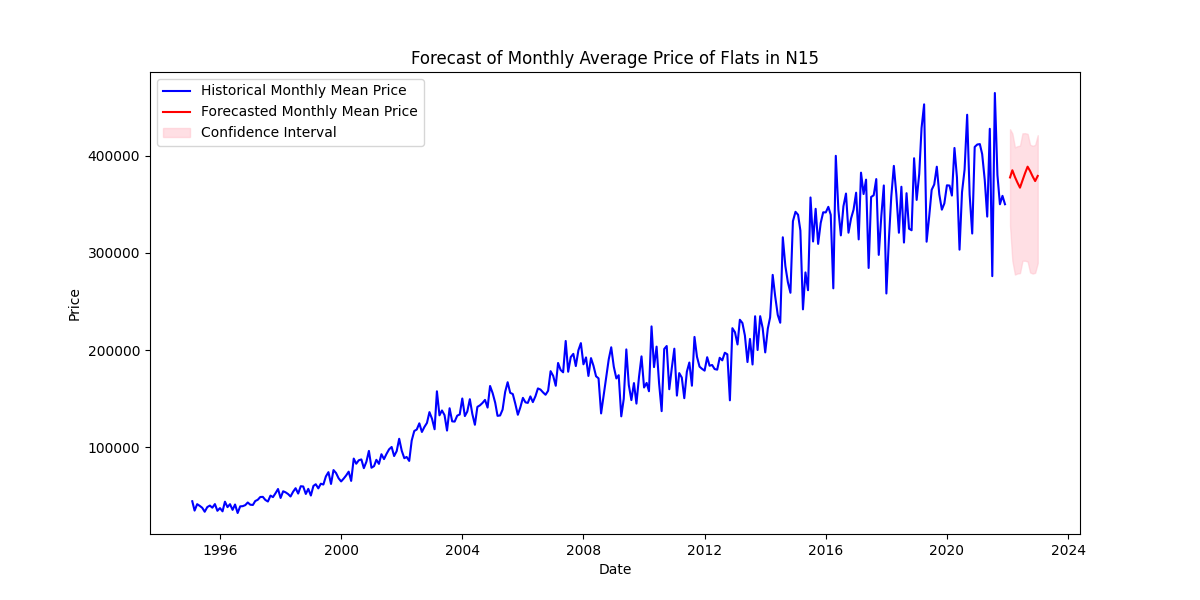 Forecast of Monthly Average Price of Flats in N15
Historical Monthly Mean Price
Forecasted Monthly Mean Price
Confidence Interval
400000
300000
200000
100000
Price
1996 2000 2004 2008 2012 2016 2020 2024
Date